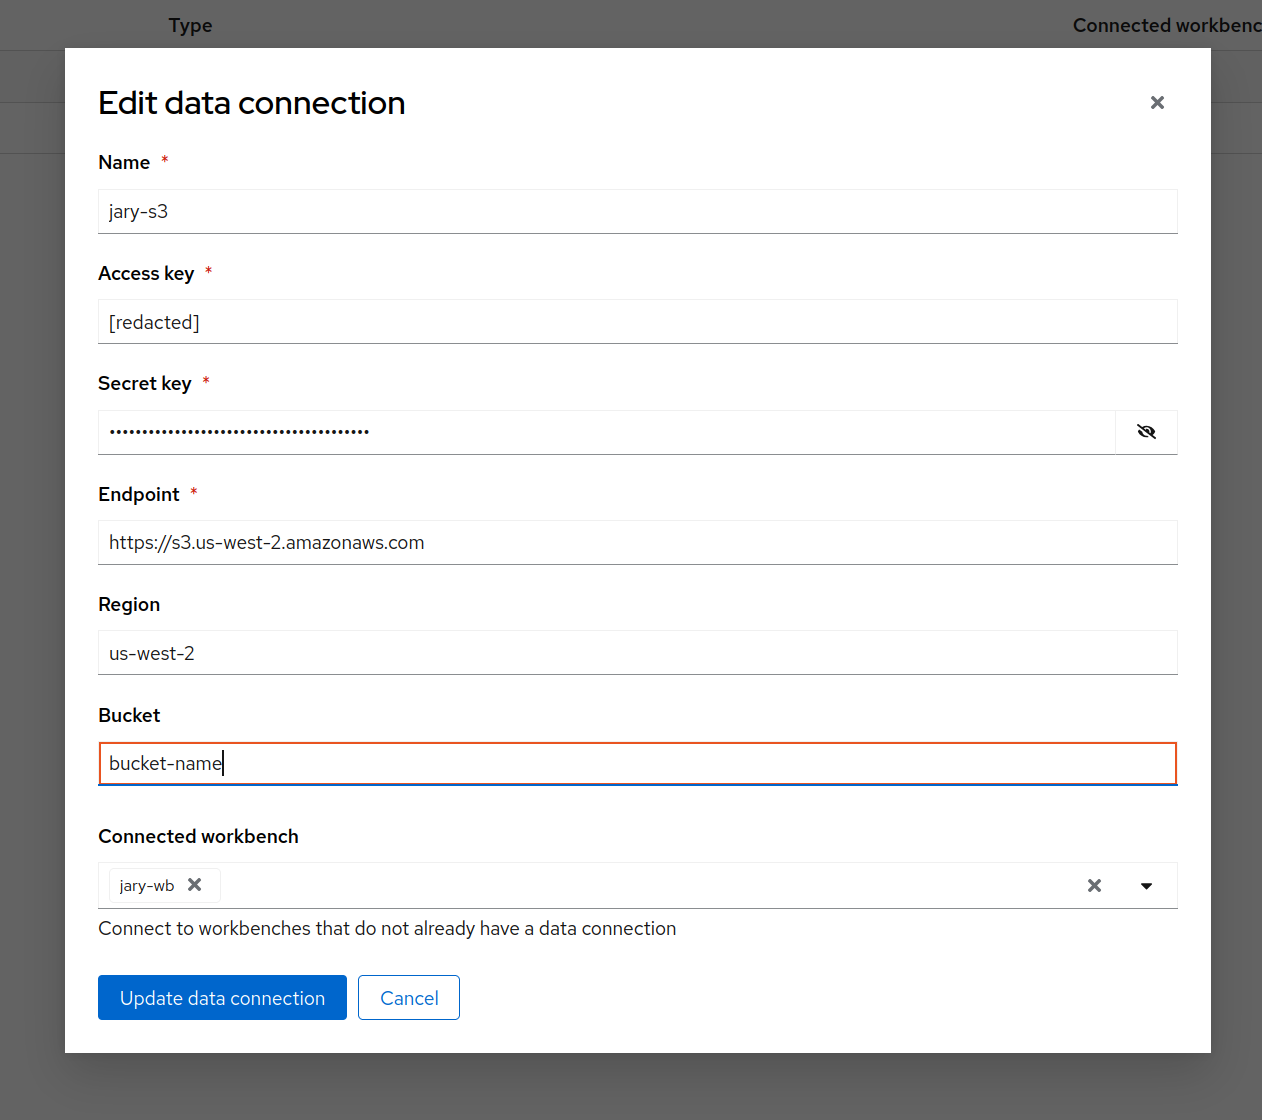 Type
Connected workbenc
Edit data connection
Name *
jary-s3
Access key *
[redacted]
Secret key *
••••••••••••••••••••••••••••••••••••••••
Endpoint *
https://s3.us-west-2.amazonaws.com
Region
us-west-2
Bucket
bucket-name
Connected workbench
jary-wb
Connect to workbenches that do not already have a data connection
Update data connection
Cancel